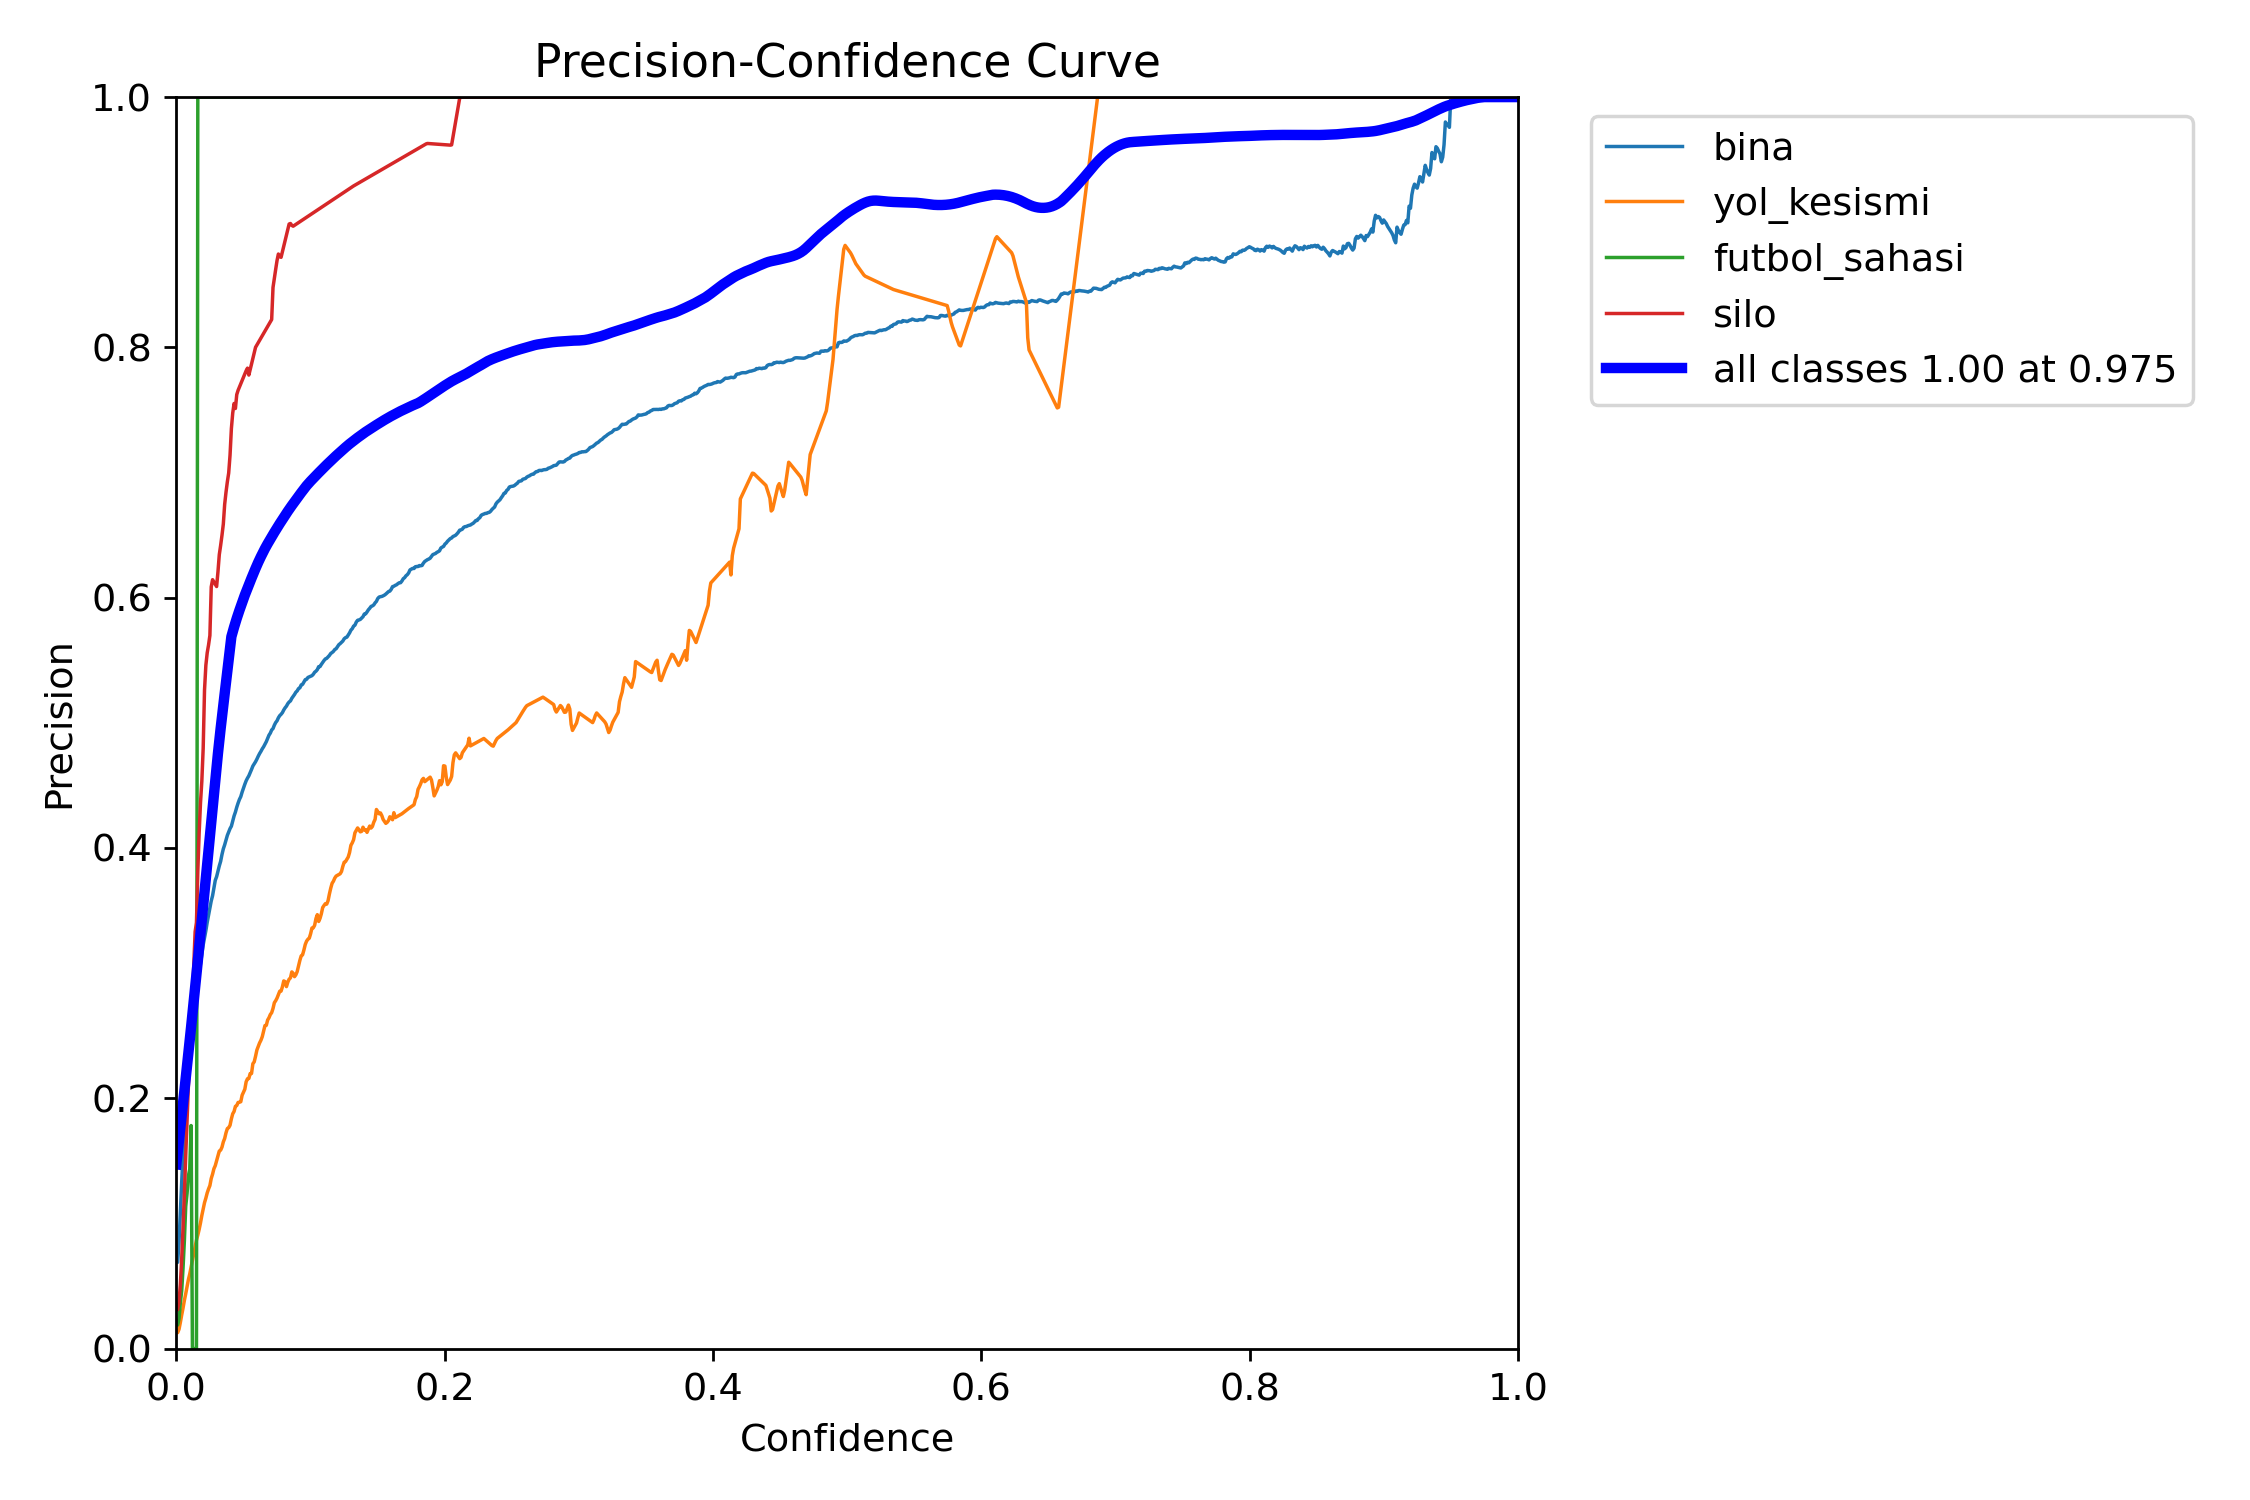 Precision-Confidence Curve
1.0
0.8
0.6
0.4
0.2
0.0
Precision
0.0 0.2 0.4 0.6 0.8 1.0
Confidence
bina
yol_kesismi
futbol_sahasi
silo
all classes 1.00 at 0.975